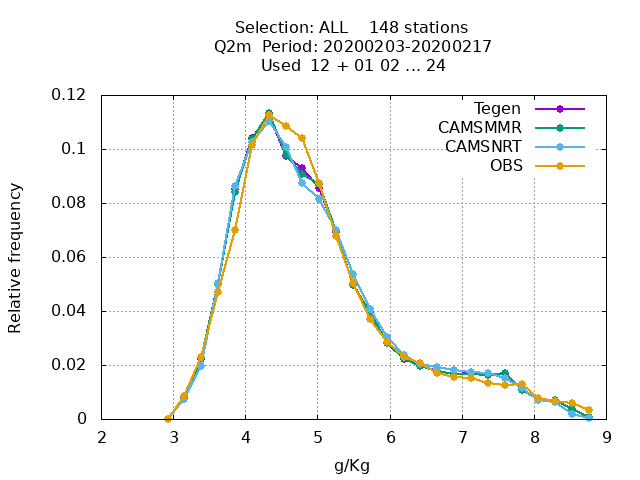 Selection: ALL    148 stations
Q2m  Period: 20200203-20200217
Used  12 + 01 02 ... 24
0.12
0.1
0.08
0.06
0.04
0.02
0
Relative frequency
Tegen
CAMSMMR
CAMSNRT
OBS
2 3 4 5 6 7 8 9
g/Kg